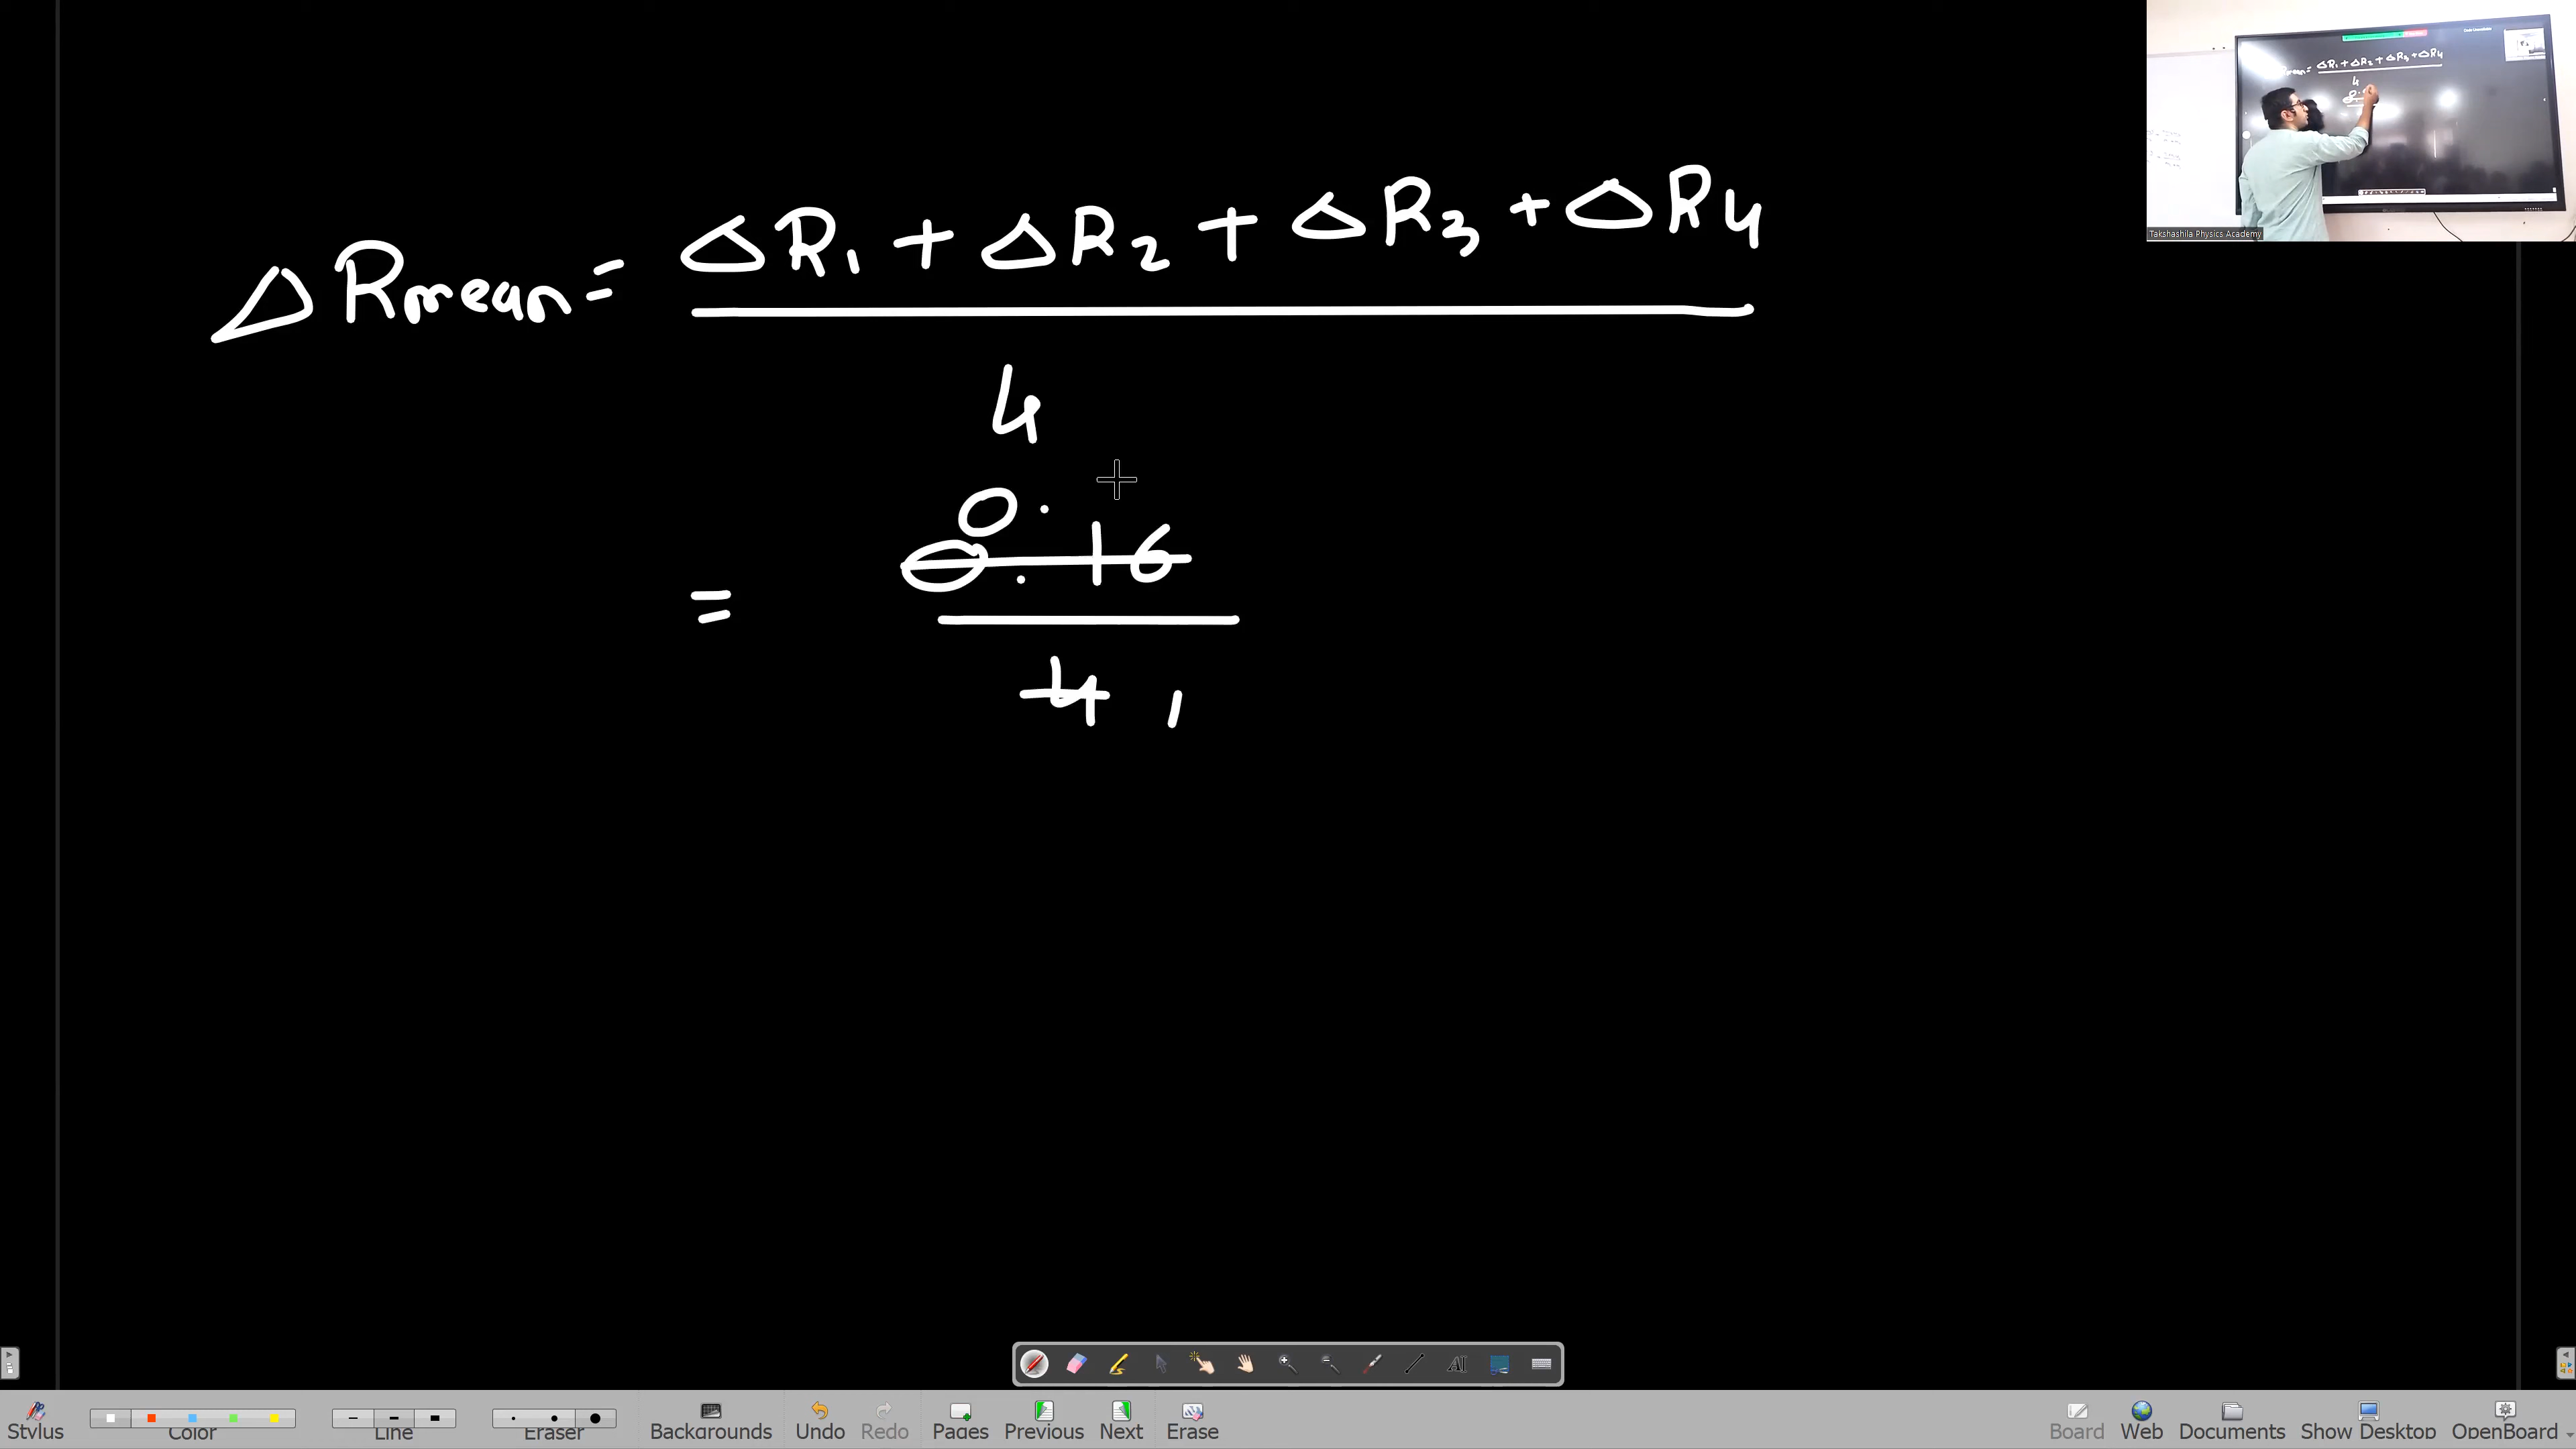 ΔRmean = ΔR1 + ΔR2 + ΔR3 + ΔR4
4
0.
= 0.16
4 1
Takshashila Physics Academy
Stylus Color Line Eraser Backgrounds Undo Redo Pages Previous Next Erase Board Web Documents Show Desktop OpenBoard